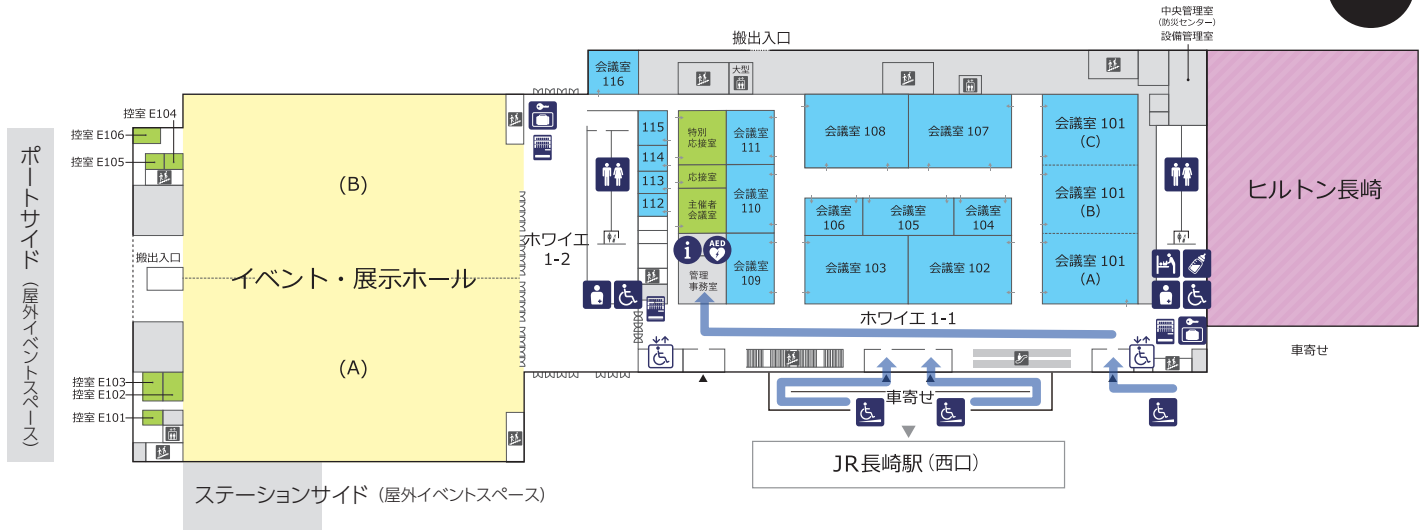 中央管理室
(防災センター)
設備管理室
搬出入口
会議室
116
大型
控室 E104
控室 E106
控室 E105
115
114
113
112
特別
応接室
応接室
主催者
会議室
会議室
111
会議室
110
会議室
109
会議室 108
会議室 107
会議室 101
(C)
会議室 101
(B)
会議室 101
(A)
会議室
106
会議室
105
会議室
104
会議室 103
会議室 102
ヒルトン長崎
ポートサイド(屋外イベントスペース)
(B)
搬出入口
イベント・展示ホール
(A)
ホワイエ
1-2
i
AED
管理
事務室
ホワイエ 1-1
車寄せ
控室 E103
控室 E102
控室 E101
車寄せ
JR長崎駅(西口)
ステーションサイド(屋外イベントスペース)